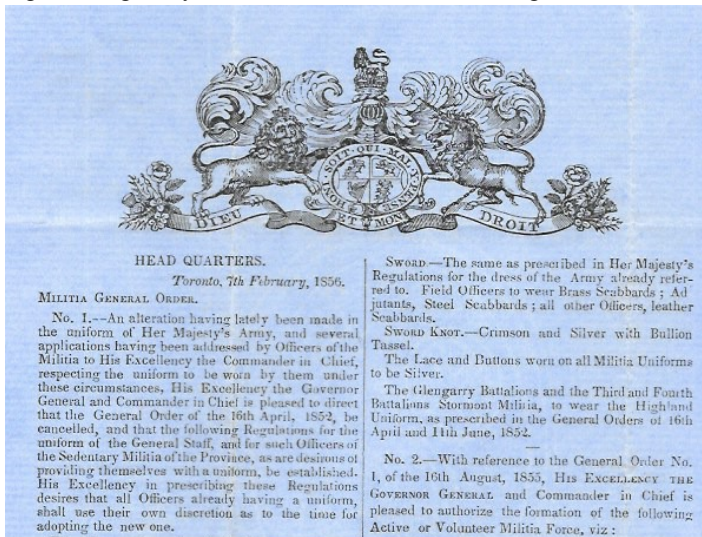 HONI · SOIT · QUI · MAL · Y · PENSE
DIEU ET MON DROIT
HEAD QUARTERS.
Toronto, 7th February, 1856.
MILITIA GENERAL ORDER.
No. 1.--An alteration having lately been made in
the uniform of Her Majesty's Army, and several
applications having been addressed by Officers of the
Militia to His Excellency the Commander in Chief,
respecting the uniform to be worn by them under
these circumstances, His Excellency the Governor
General and Commander in Chief is pleased to direct
that the General Order of the 16th April, 1852, be
cancelled, and that the following Regulations for the
uniform of the General Staff, and for such Officers of
the Sedentary Militia of the Province, as are desirous of
providing themselves with a uniform, be established.
His Excellency in prescribing these Regulations
desires that all Officers already having a uniform,
shall use their own discretion as to the time for
adopting the new one.
SWORD.—The same as prescribed in Her Majesty's
Regulations for the dress of the Army already refer-
red to. Field Officers to wear Brass Scabbards ; Ad
jutants, Steel Scabbards ; all other Officers, leather
Scabbards.
SWORD KNOT.—Crimson and Silver with Bullion
Tassel.
The Lace and Buttons worn on all Militia Uniforms
to be Silver.
The Glengarry Battalions and the Third and Fourth
Battalions Stormont Militia, to wear the Highland
Uniform, as prescribed in the General Orders of 16th
April and 11th June, 1852.
No. 2.—With reference to the General Order No.
1, of the 16th August, 1855, HIS EXCELLENCY THE
GOVERNOR GENERAL and Commander in Chief is
pleased to authorize the formation of the following
Active or Volunteer Militia Force, viz :